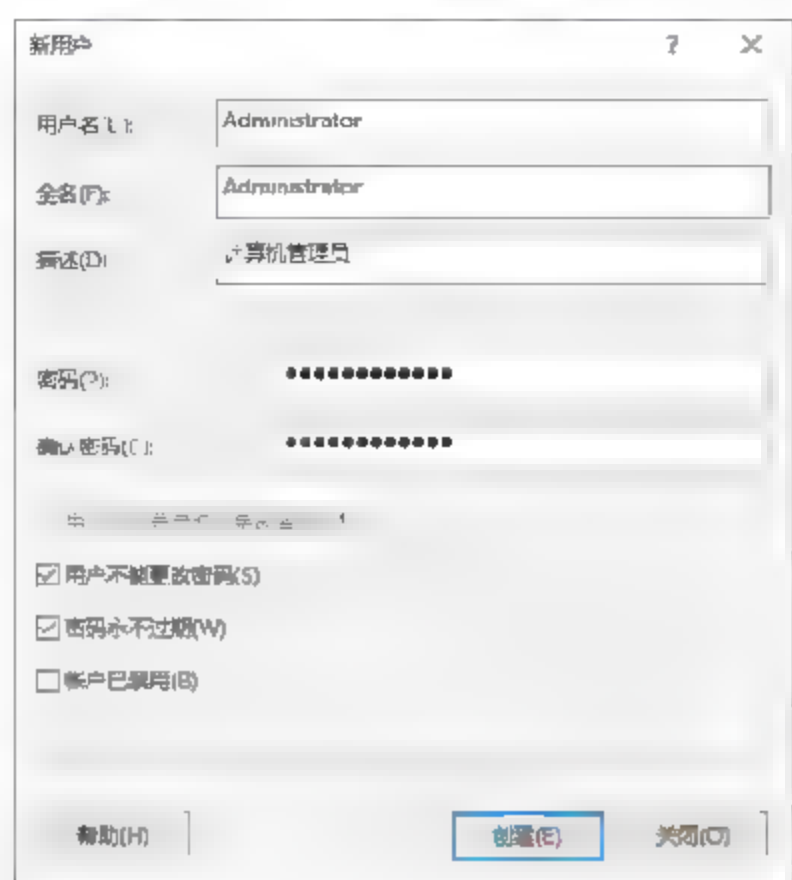 新用户 ? ×
用户名(U): Administrator
全名(F): Administrator
描述(D): 计算机管理员
密码(P): ●●●●●●●●●●●●
确认密码(C): ●●●●●●●●●●●●
用户不能更改密码(S)
密码永不过期(W)
帐户已禁用(B)
帮助(H) 创建(E) 关闭(O)